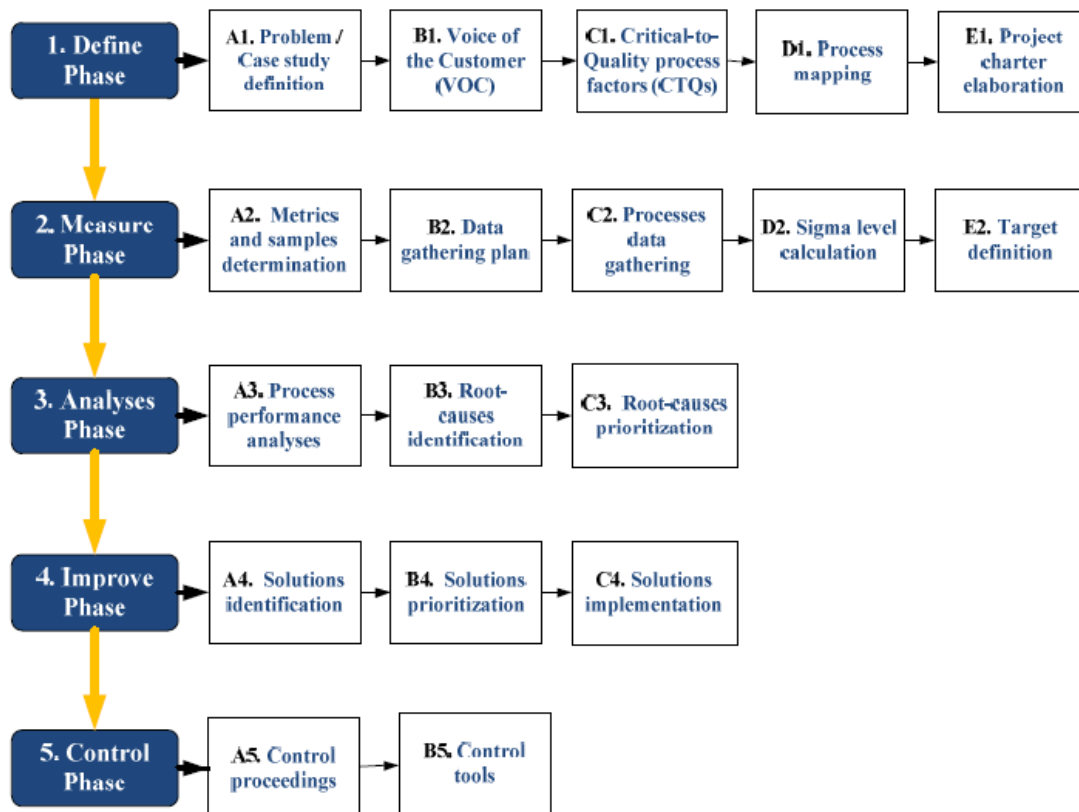 1. Define
Phase
A1. Problem /
Case study
definition
B1. Voice of
the Customer
(VOC)
C1. Critical-to-
Quality process
factors (CTQs)
D1. Process
mapping
E1. Project
charter
elaboration
2. Measure
Phase
A2. Metrics
and samples
determination
B2. Data
gathering plan
C2. Processes
data
gathering
D2. Sigma level
calculation
E2. Target
definition
3. Analyses
Phase
A3. Process
performance
analyses
B3. Root-
causes
identification
C3. Root-causes
prioritization
4. Improve
Phase
A4. Solutions
identification
B4. Solutions
prioritization
C4. Solutions
implementation
5. Control
Phase
A5. Control
proceedings
B5. Control
tools